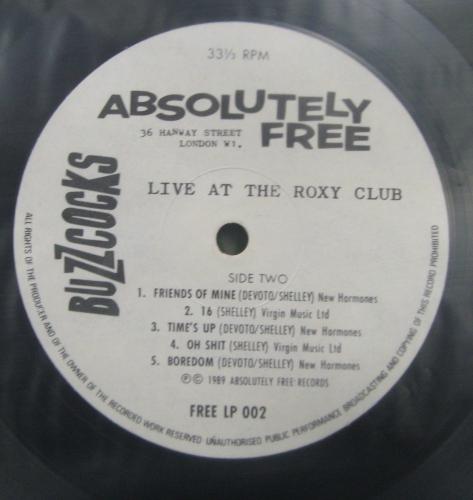 33⅓ RPM
ABSOLUTELY
FREE
36 HANWAY STREET
LONDON W1.
BUZZCOCKS
LIVE AT THE ROXY CLUB
SIDE TWO
1. FRIENDS OF MINE (DEVOTO/SHELLEY) New Hormones
2. 16 (SHELLEY) Virgin Music Ltd
3. TIME'S UP (DEVOTO/SHELLEY) New Hormones
4. OH SHIT (SHELLEY) Virgin Music Ltd
5. BOREDOM (DEVOTO/SHELLEY) New Hormones
℗ © 1989 ABSOLUTELY FREE RECORDS
FREE LP 002
ALL RIGHTS OF THE PRODUCER AND OF THE OWNER OF THE RECORDED WORK RESERVED UNAUTHORISED PUBLIC PERFORMANCE BROADCASTING AND COPYING OF THIS RECORD PROHIBITED